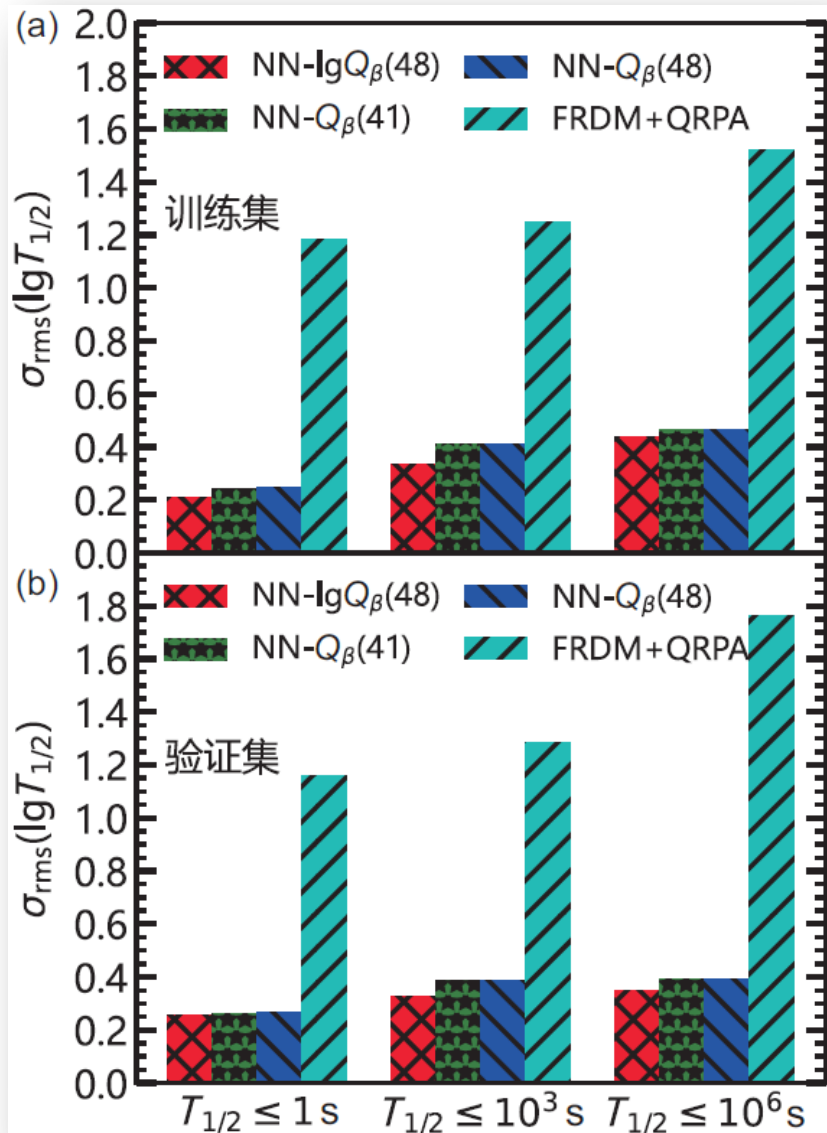 (a)
2.0
1.8
1.6
1.4
1.2
1.0
0.8
0.6
0.4
0.2
0.0
σrms(lgT1/2)
NN-lgQβ(48) NN-Qβ(48)
NN-Qβ(41) FRDM+QRPA
训练集
(b)
1.8
1.6
1.4
1.2
1.0
0.8
0.6
0.4
0.2
0.0
σrms(lgT1/2)
NN-lgQβ(48) NN-Qβ(48)
NN-Qβ(41) FRDM+QRPA
验证集
T1/2 ≤ 1 s T1/2 ≤ 10³ s T1/2 ≤ 10⁶ s